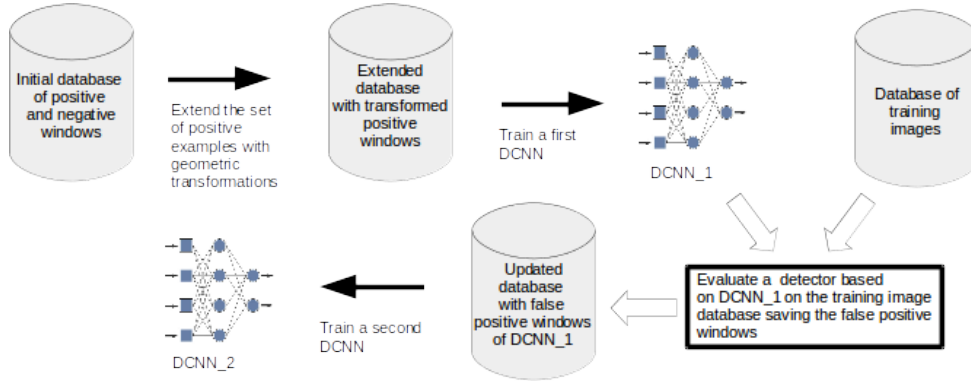 Initial database
of positive
and negative
windows
Extend the set
of positive
examples with
geometric
transformations
Extended
database
with transformed
positive
windows
Train a first
DCNN
DCNN_1
Database of
training
images
Evaluate a detector based
on DCNN_1 on the training image
database saving the false positive
windows
Updated
database
with false
positive windows
of DCNN_1
Train a second
DCNN
DCNN_2